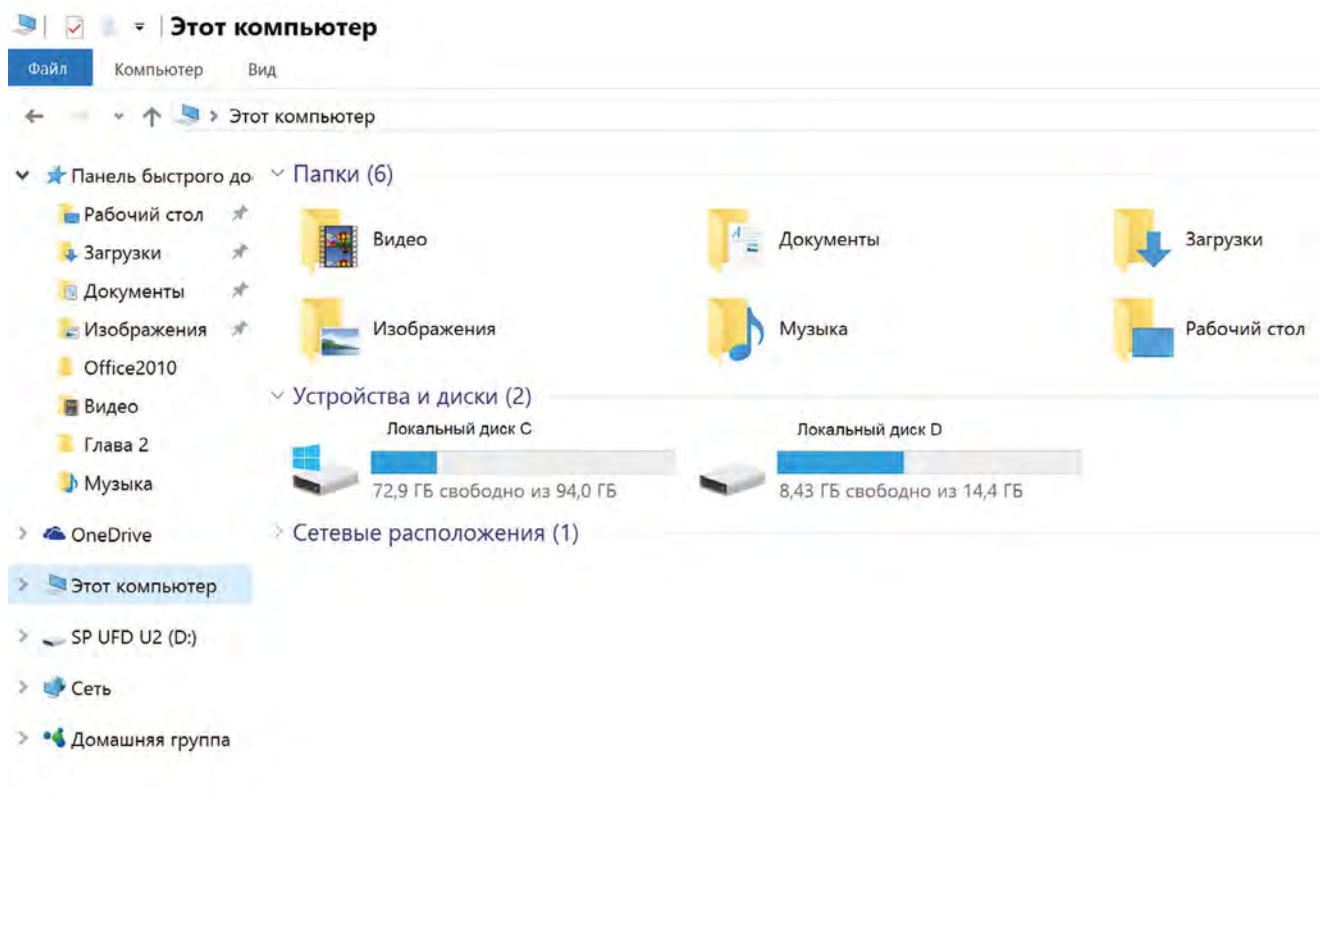 Этот компьютер
Файл Компьютер Вид
Этот компьютер
Панель быстрого до
Рабочий стол
Загрузки
Документы
Изображения
Office2010
Видео
Глава 2
Музыка
OneDrive
Этот компьютер
SP UFD U2 (D:)
Сеть
Домашняя группа
Папки (6)
Видео Документы Загрузки
Изображения Музыка Рабочий стол
Устройства и диски (2)
Локальный диск C Локальный диск D
72,9 ГБ свободно из 94,0 ГБ 8,43 ГБ свободно из 14,4 ГБ
Сетевые расположения (1)